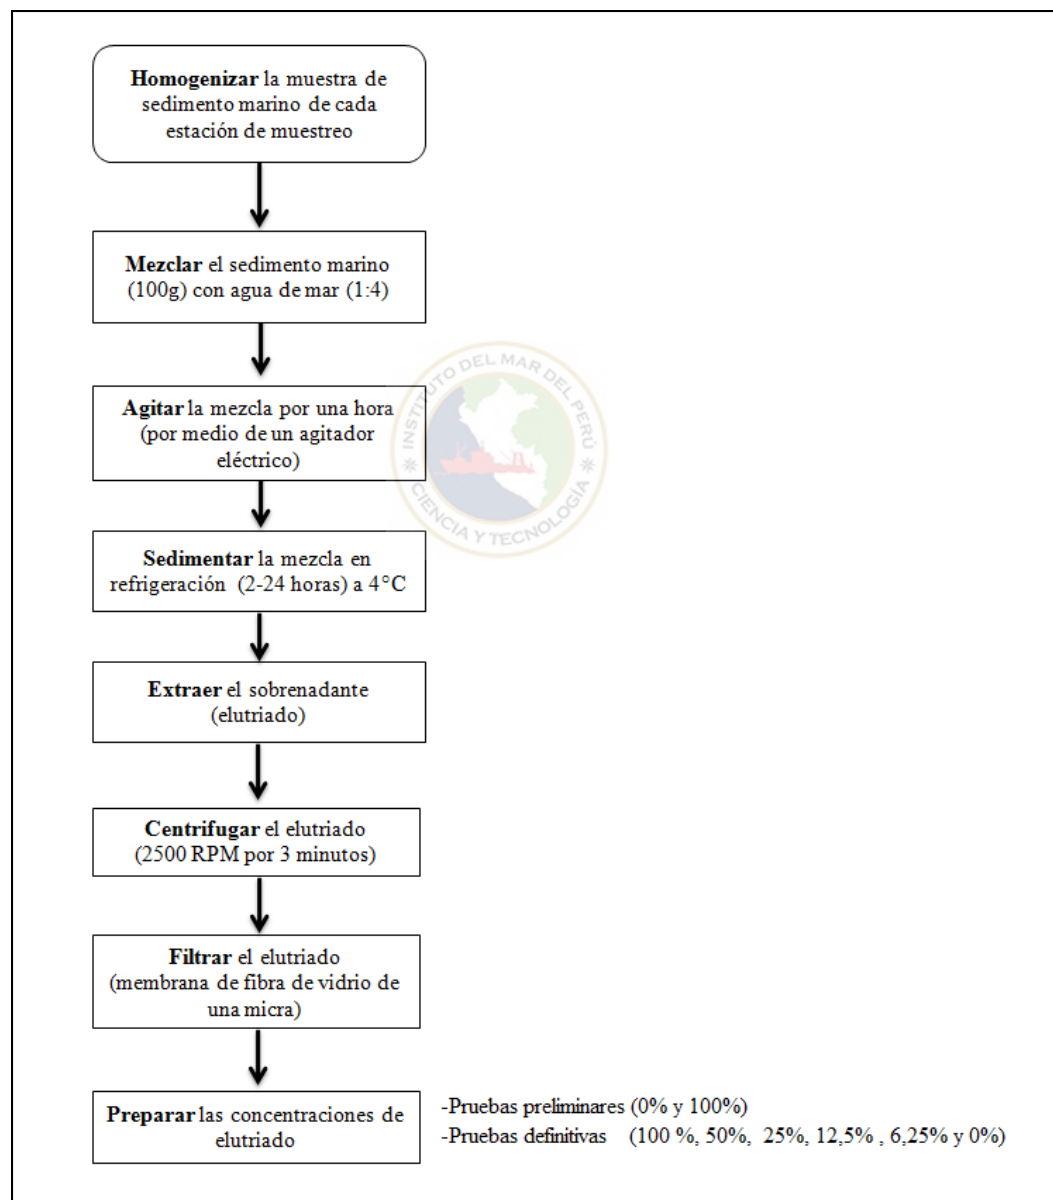 Homogenizar la muestra de
sedimento marino de cada
estación de muestreo
Mezclar el sedimento marino
(100g) con agua de mar (1:4)
INSTITUTO DEL MAR DEL PERÚ
CIENCIA Y TECNOLOGÍA
Agitar la mezcla por una hora
(por medio de un agitador
eléctrico)
Sedimentar la mezcla en
refrigeración (2-24 horas) a 4°C
Extraer el sobrenadante
(elutriado)
Centrifugar el elutriado
(2500 RPM por 3 minutos)
Filtrar el elutriado
(membrana de fibra de vidrio de
una micra)
Preparar las concentraciones de
elutriado
-Pruebas preliminares (0% y 100%)
-Pruebas definitivas (100 %, 50%, 25%, 12,5% , 6,25% y 0%)